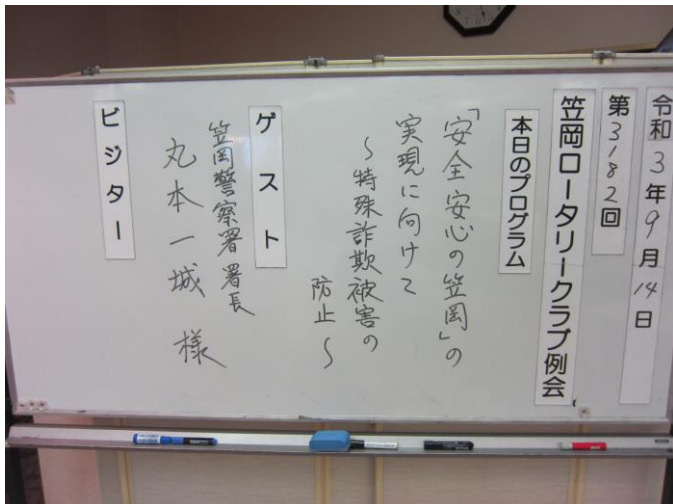 令和3年9月14日
第3182回
笠岡ロータリークラブ例会
本日のプログラム
「安全安心の笠岡」の
実現に向けて
～特殊詐欺被害の
防止～
ゲスト
笠岡警察署署長
丸本一城 様
ビジター